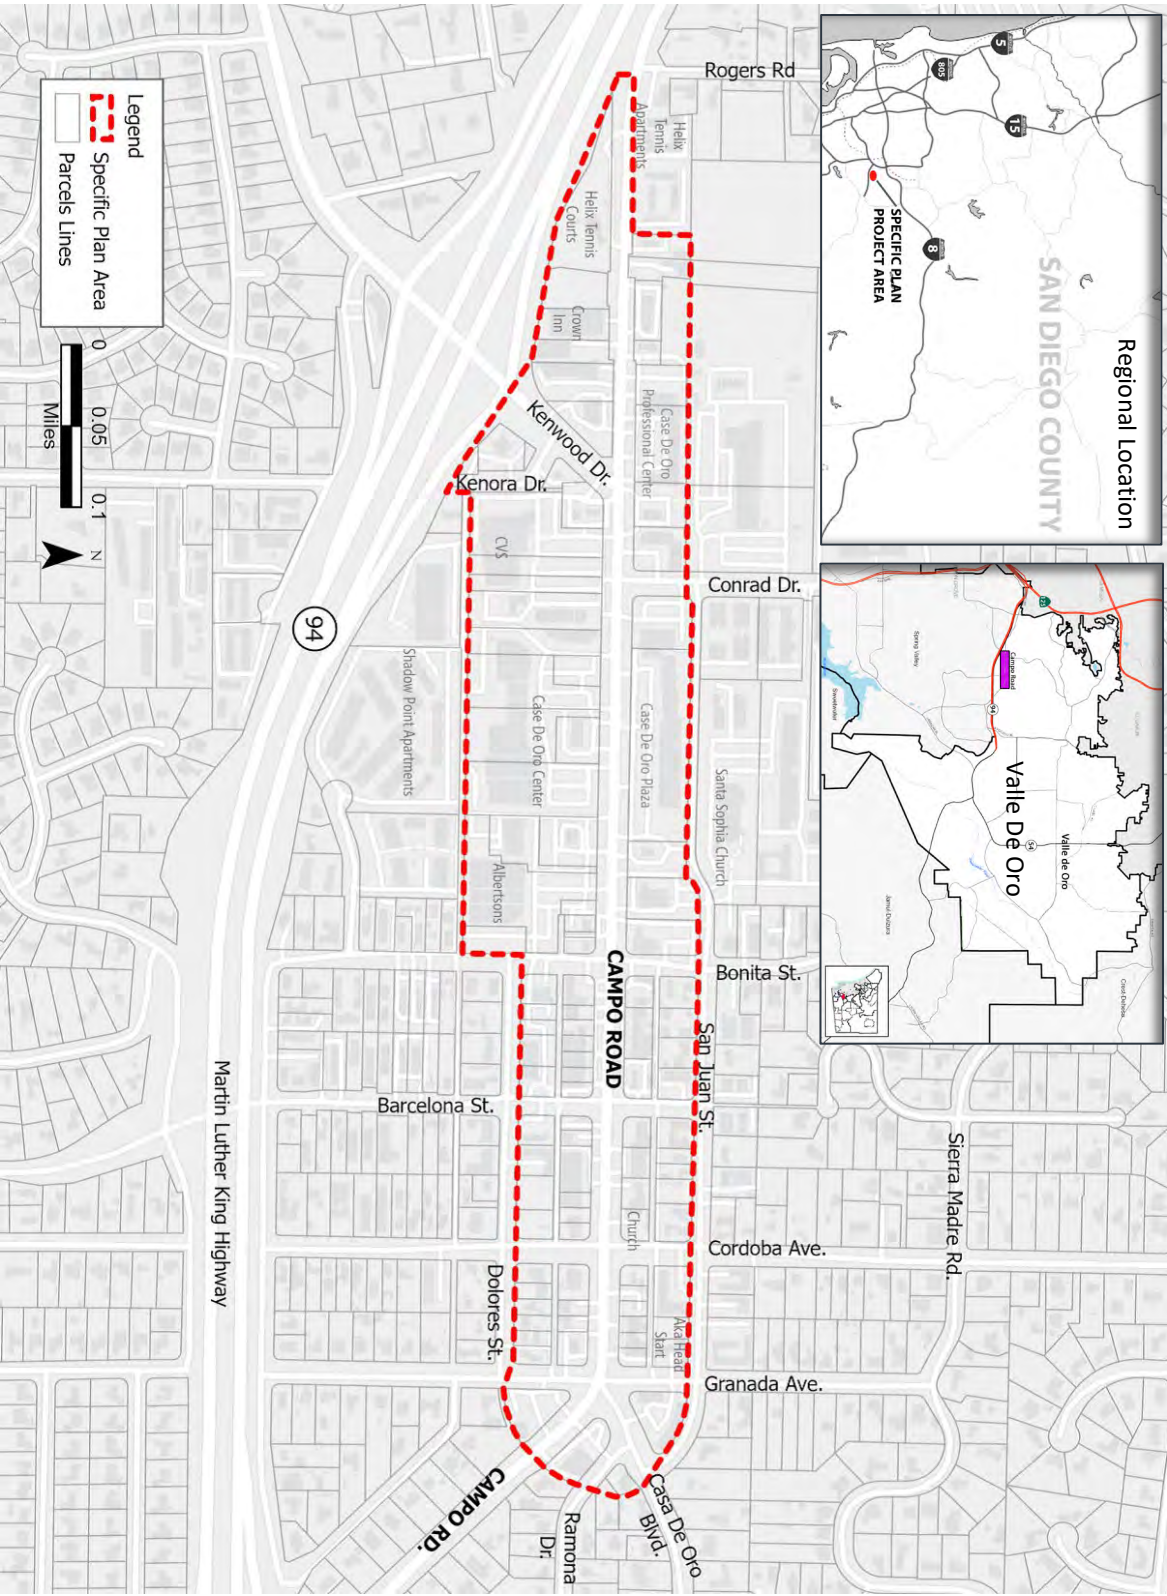 Regional Location
SAN DIEGO COUNTY
5
805
15
8
SPECIFIC PLAN
PROJECT AREA
Valle De Oro
Valle de Oro
Campo Road
94
54
Spring Valley
Sweetwater
Jamul-Dulzura
Crest-Dehesa
Rogers Rd
Helix
Tennis
Apartments
Helix Tennis
Courts
Crown
Inn
Case De Oro
Professional Center
Kenwood Dr.
Kenora Dr.
CVS
Conrad Dr.
Case De Oro Plaza
Case De Oro Center
Shadow Point Apartments
Santa Sophia Church
Albertsons
94
Bonita St.
CAMPO ROAD
San Juan St.
Barcelona St.
Sierra Madre Rd.
Martin Luther King Highway
Church
Cordoba Ave.
Dolores St.
Aka Head
Start
Granada Ave.
CAMPO RD.
Casa De Oro
Blvd.
Ramona
Dr.
Legend
Specific Plan Area
Parcels Lines
0 0.05 0.1
Miles
N